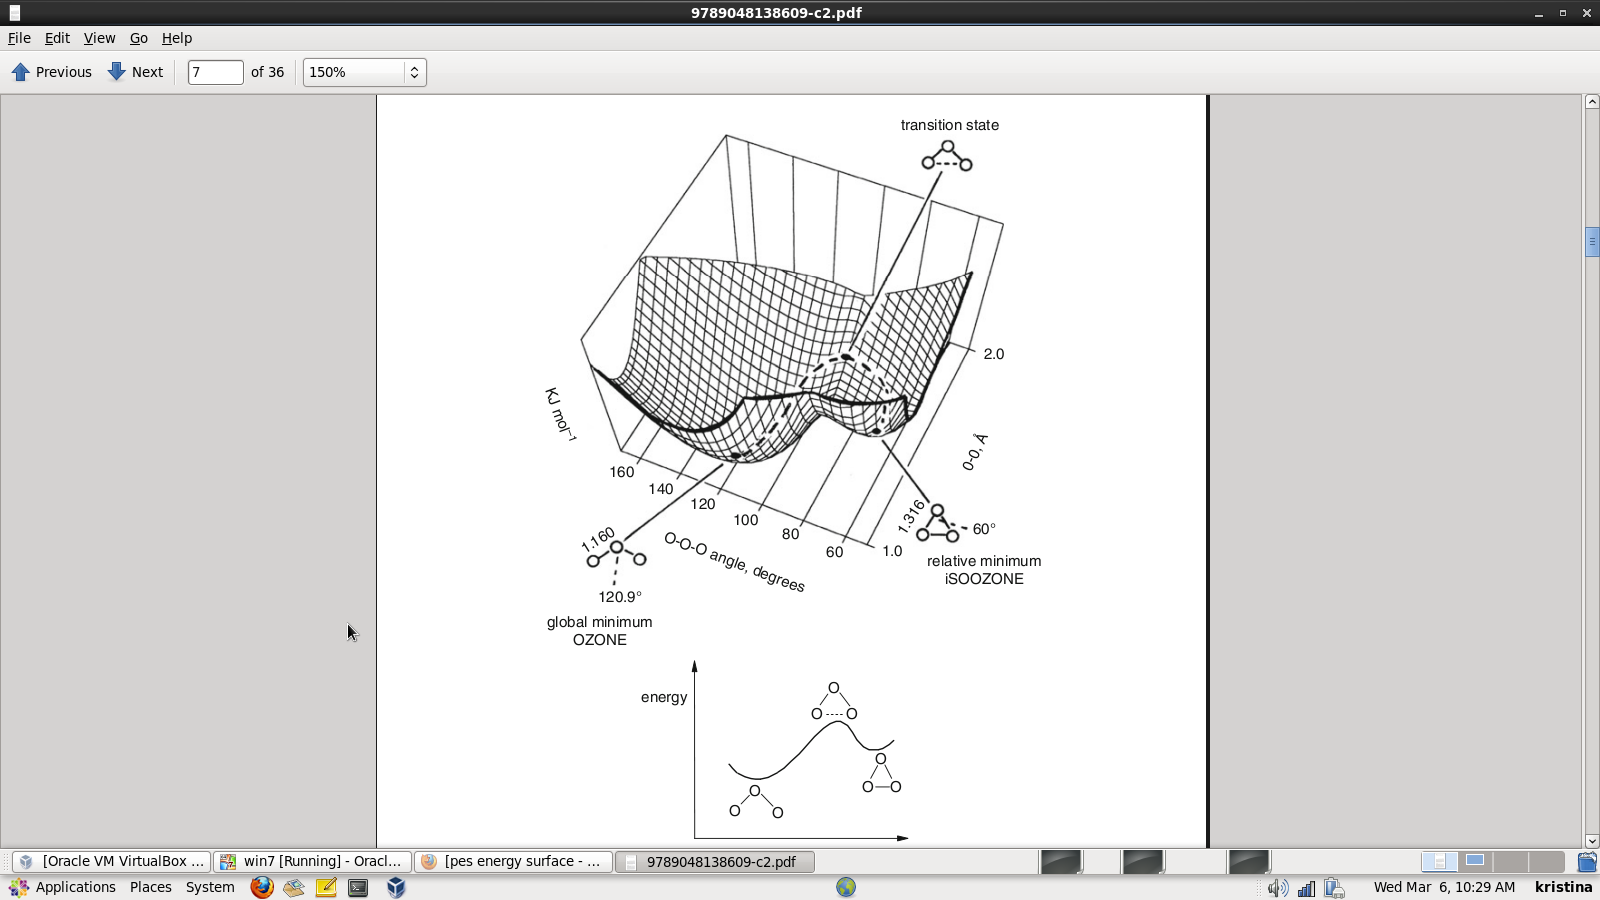 9789048138609-c2.pdf
File Edit View Go Help
Previous Next 7 of 36 150%
transition state
2.0
KJ mol⁻¹
O-O, Å
160
140
120
100
80
60
1.0
1.316
60°
1.160
O-O-O angle, degrees
relative minimum
iSOOZONE
120.9°
global minimum
OZONE
energy
O
O O
O
O O
O
O O
[Oracle VM VirtualBox ... win7 [Running] - Oracl... [pes energy surface - ... 9789048138609-c2.pdf
Applications Places System Wed Mar 6, 10:29 AM kristina